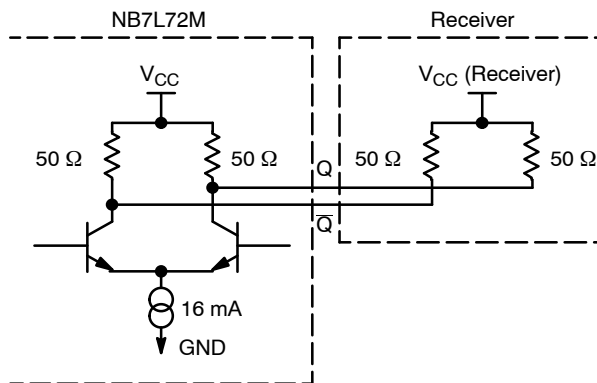 NB7L72M
Receiver
VCC
VCC (Receiver)
50 Ω
50 Ω
50 Ω
50 Ω
Q
Q̅
16 mA
GND